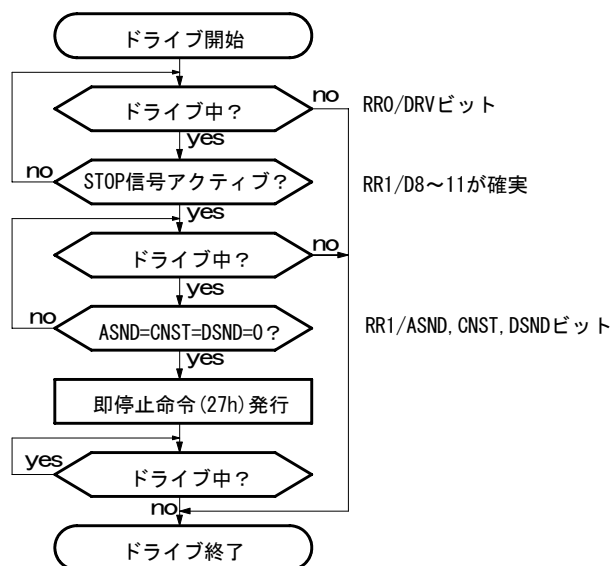 ドライブ開始
ドライブ中？
no
RR0/DRVビット
yes
no
STOP信号アクティブ？
RR1/D8～11が確実
yes
ドライブ中？
no
yes
no
ASND=CNST=DSND=0？
RR1/ASND,CNST,DSNDビット
yes
即停止命令(27h)発行
yes
ドライブ中？
no
ドライブ終了